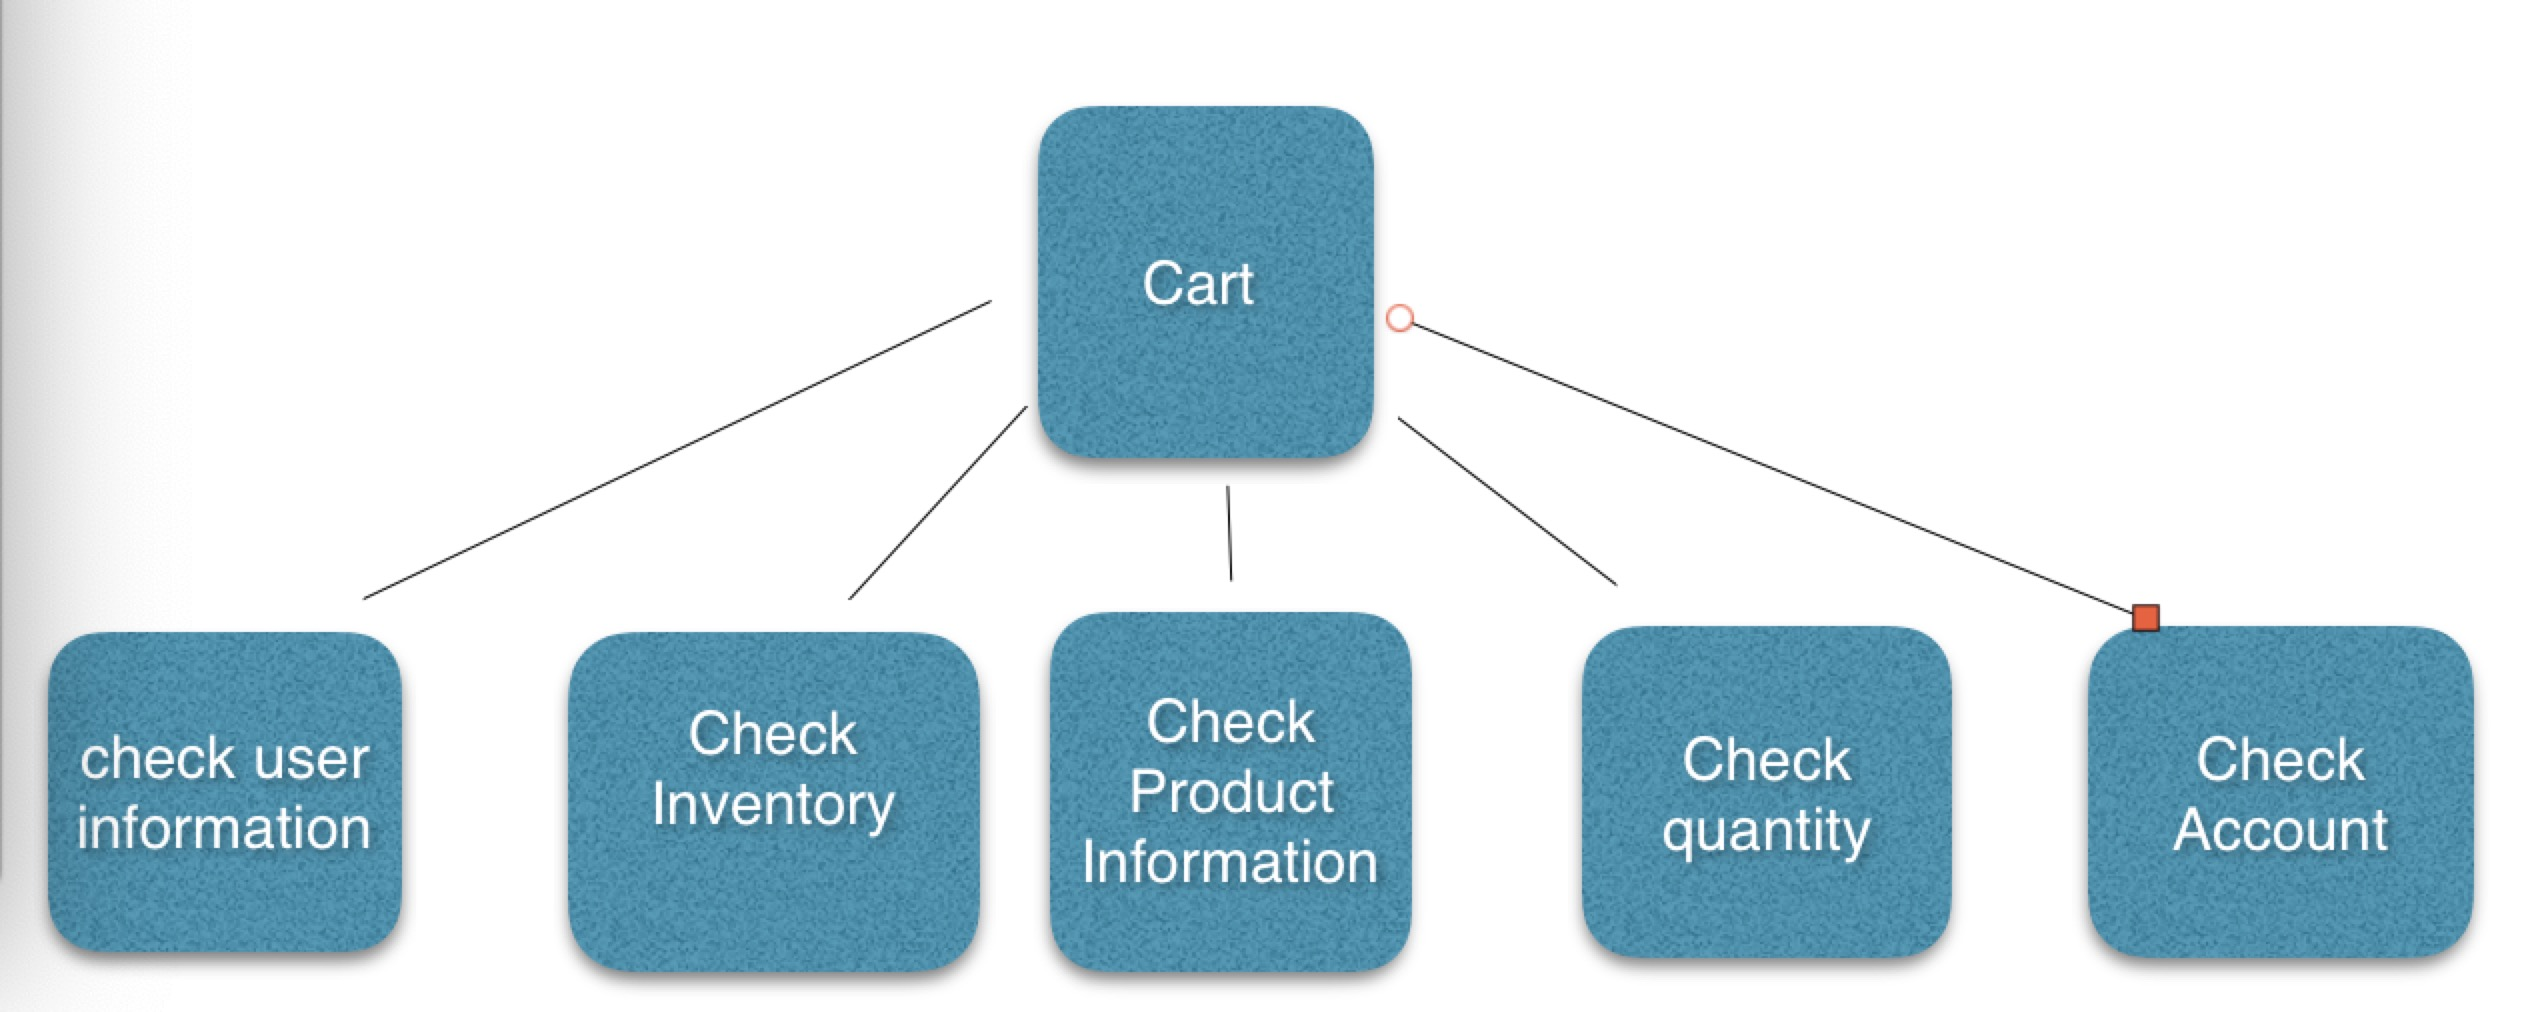 Cart
check user
information
Check
Inventory
Check
Product
Information
Check
quantity
Check
Account